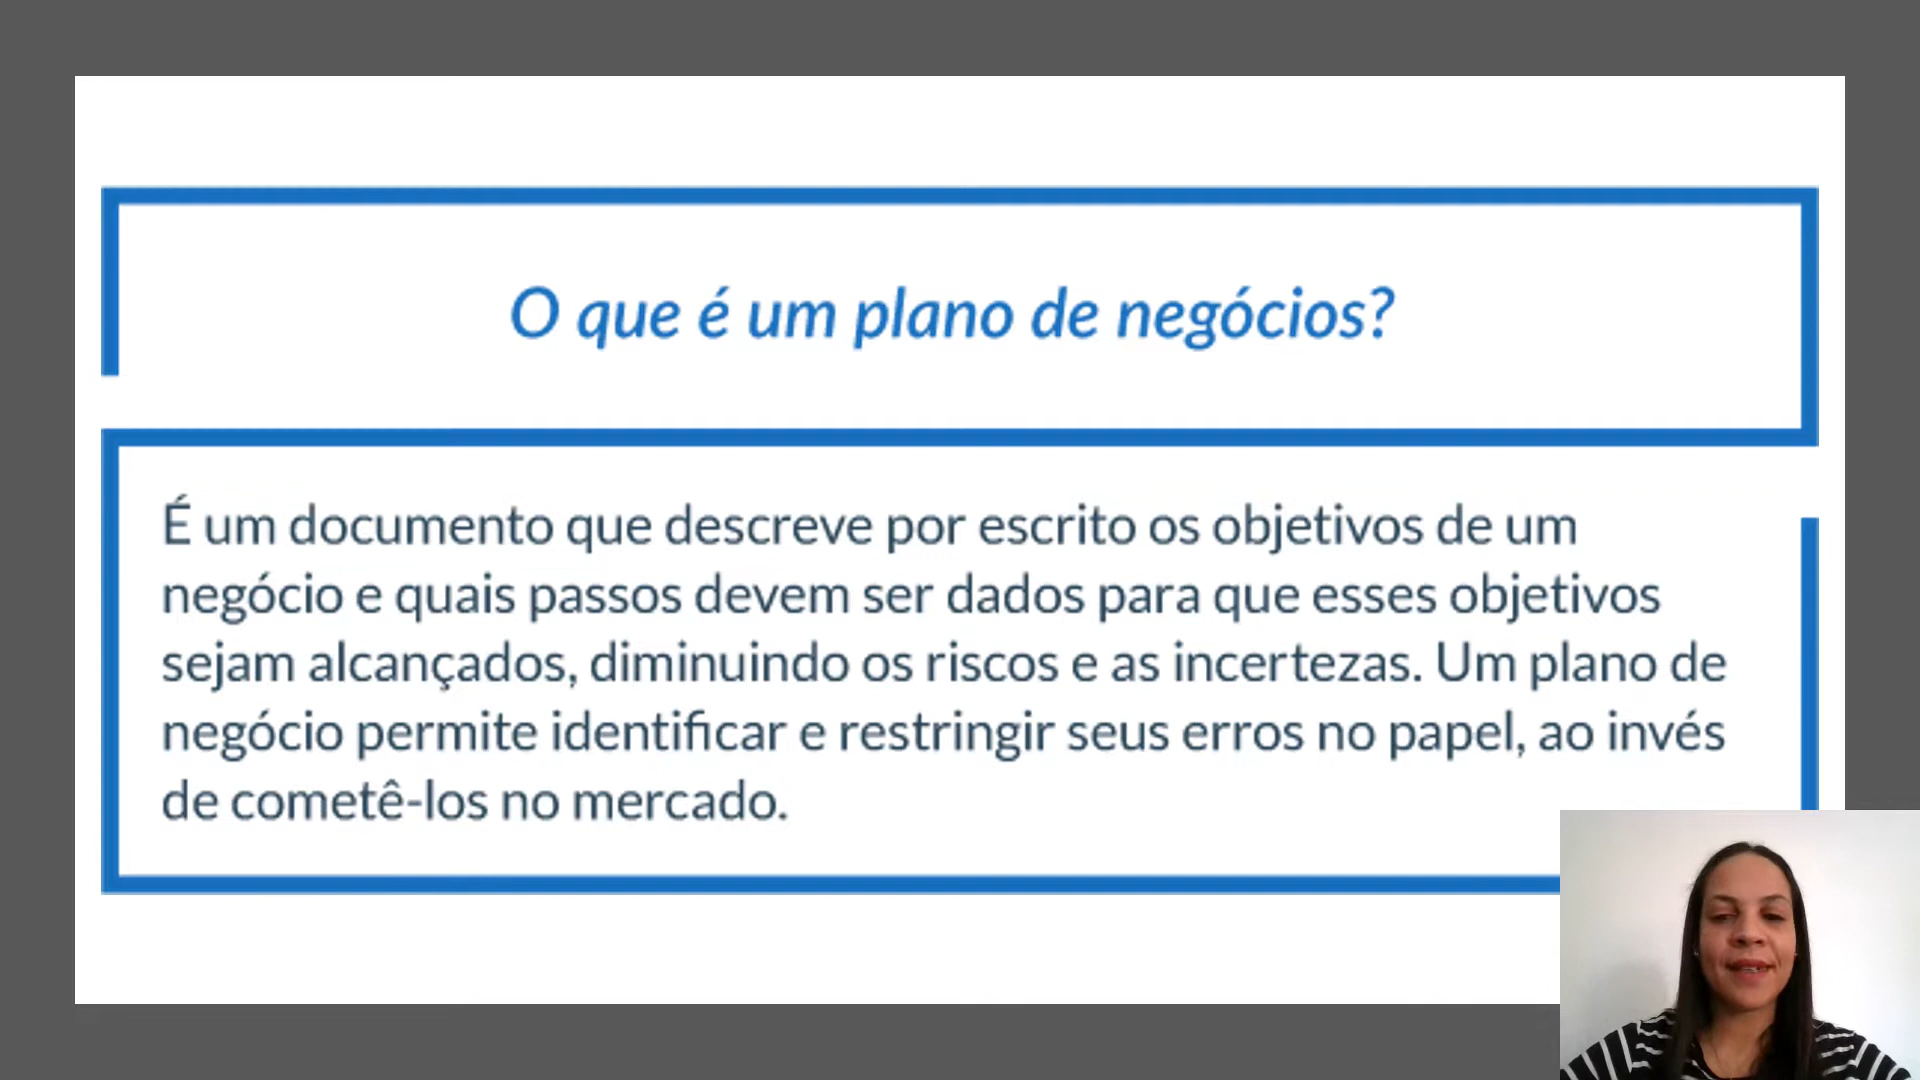 O que é um plano de negócios?
É um documento que descreve por escrito os objetivos de um
negócio e quais passos devem ser dados para que esses objetivos
sejam alcançados, diminuindo os riscos e as incertezas. Um plano de
negócio permite identificar e restringir seus erros no papel, ao invés
de cometê-los no mercado.